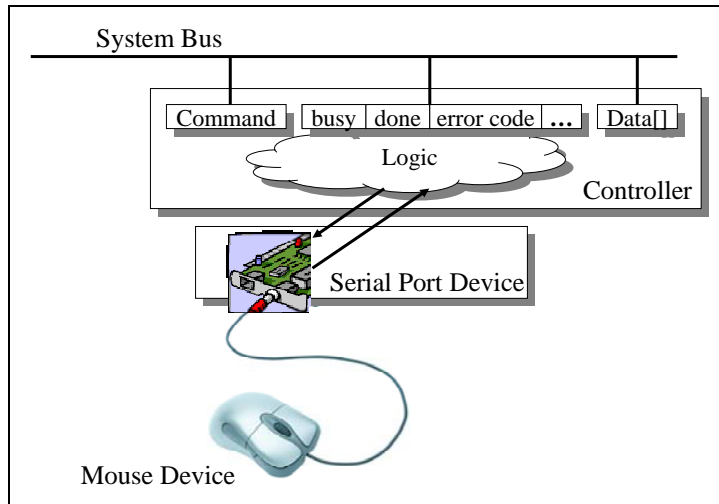 System Bus
Command busy done error code ... Data[]
Logic
Controller
Serial Port Device
Mouse Device